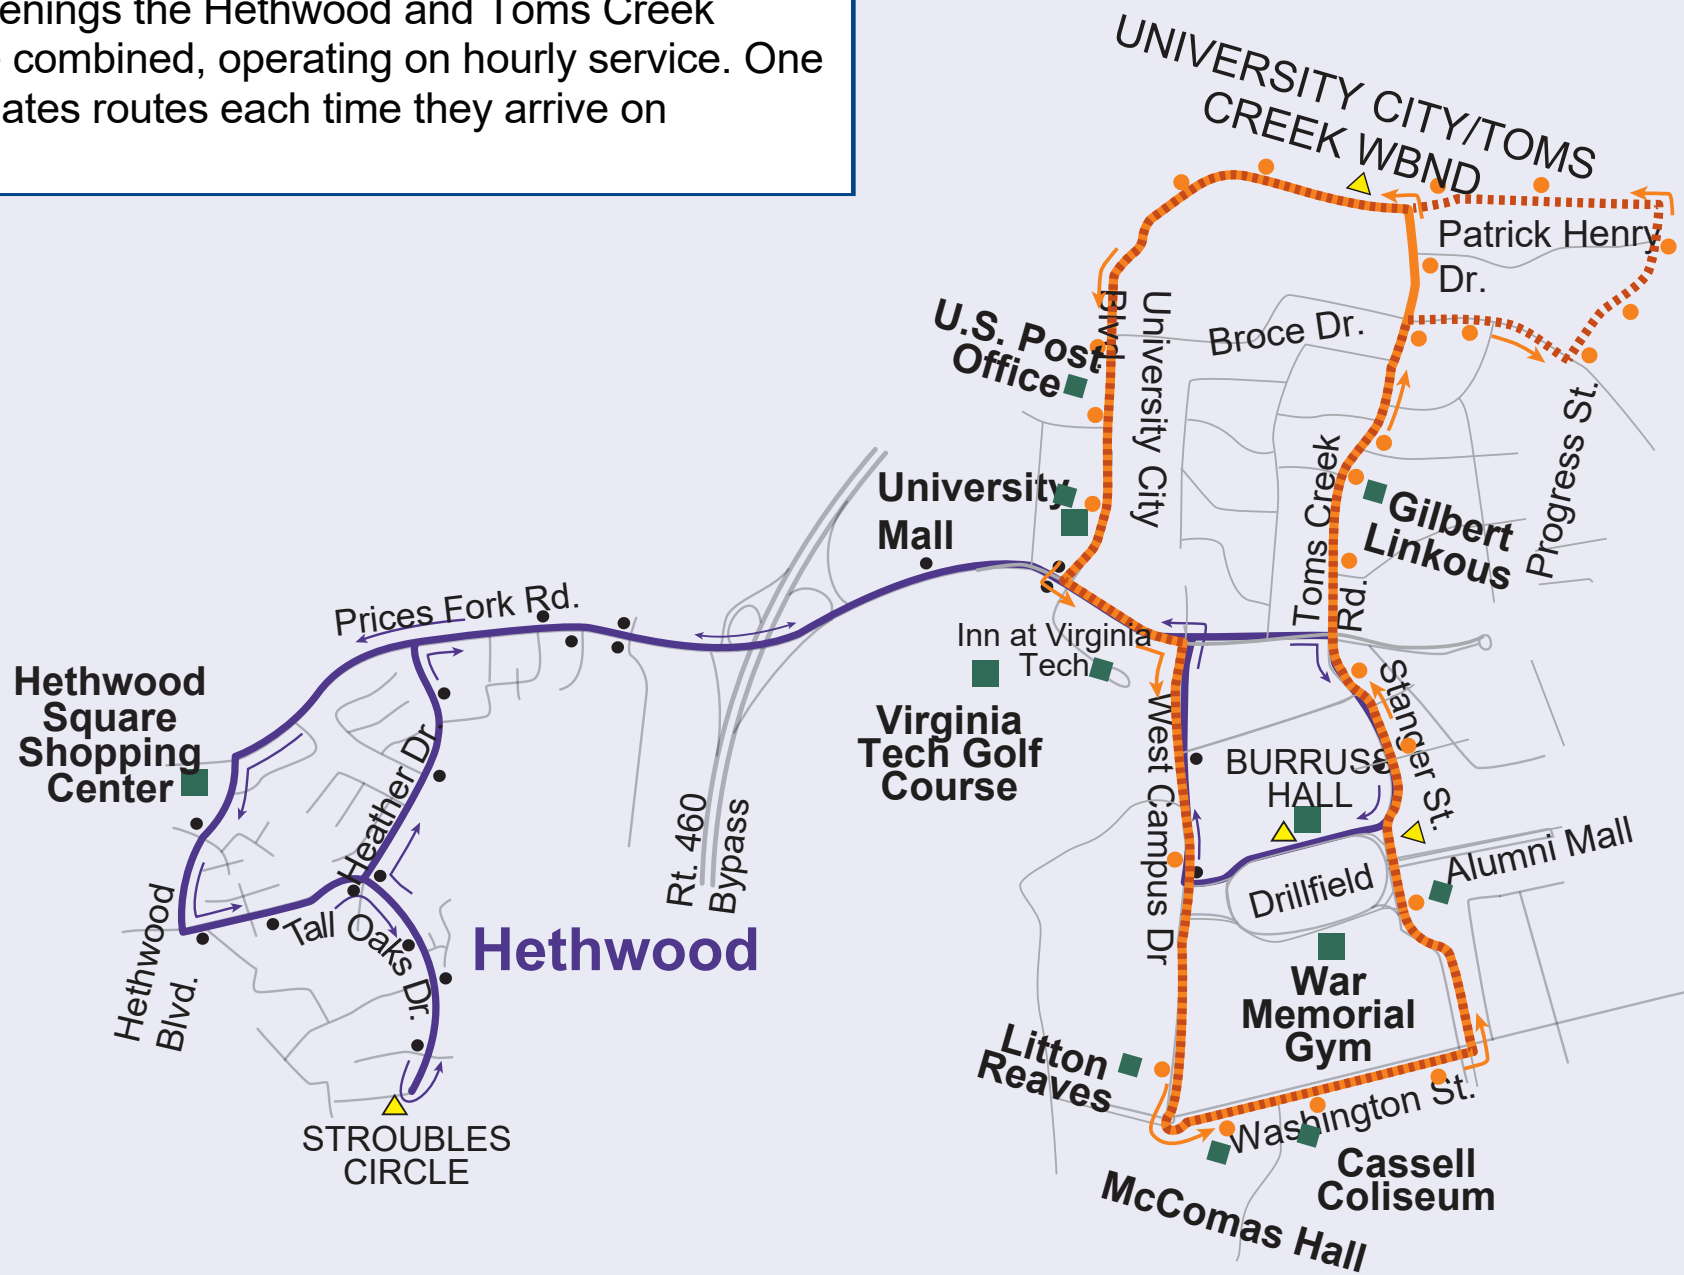 enings the Hethwood and Toms Creek
combined, operating on hourly service. One
ates routes each time they arrive on
UNIVERSITY CITY/TOMS
CREEK WBND
Patrick Henry
Dr.
University City
Blvd.
Broce Dr.
U.S. Post
Office
University
Mall
Toms Creek
Rd.
Gilbert
Linkous
Progress St.
Prices Fork Rd.
Inn at Virginia
Tech
Virginia
Tech Golf
Course
Hethwood
Square
Shopping
Center
Heather Dr.
Rt. 460
Bypass
West Campus Dr
BURRUSS
HALL
Stanger St.
Drillfield
Alumni Mall
Hethwood
Blvd.
Tall Oaks Dr.
Hethwood
War
Memorial
Gym
Litton
Reaves
Washington St.
Cassell
Coliseum
McComas Hall
STROUBLES
CIRCLE